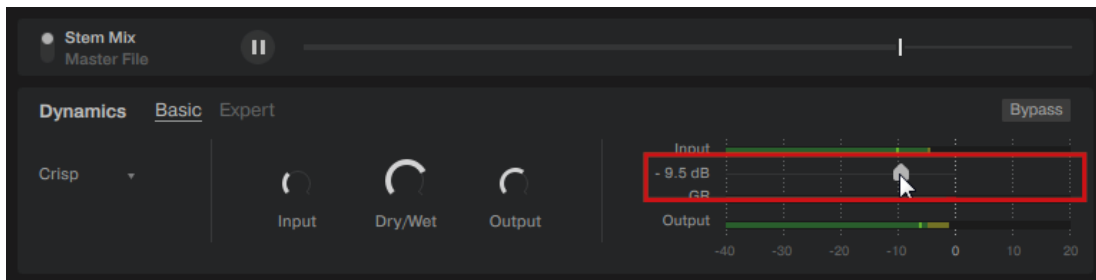 Stem Mix
Master File
Dynamics Basic Expert Bypass
Crisp
Input Dry/Wet Output
Input
- 9.5 dB
GR
Output
-40 -30 -20 -10 0 10 20